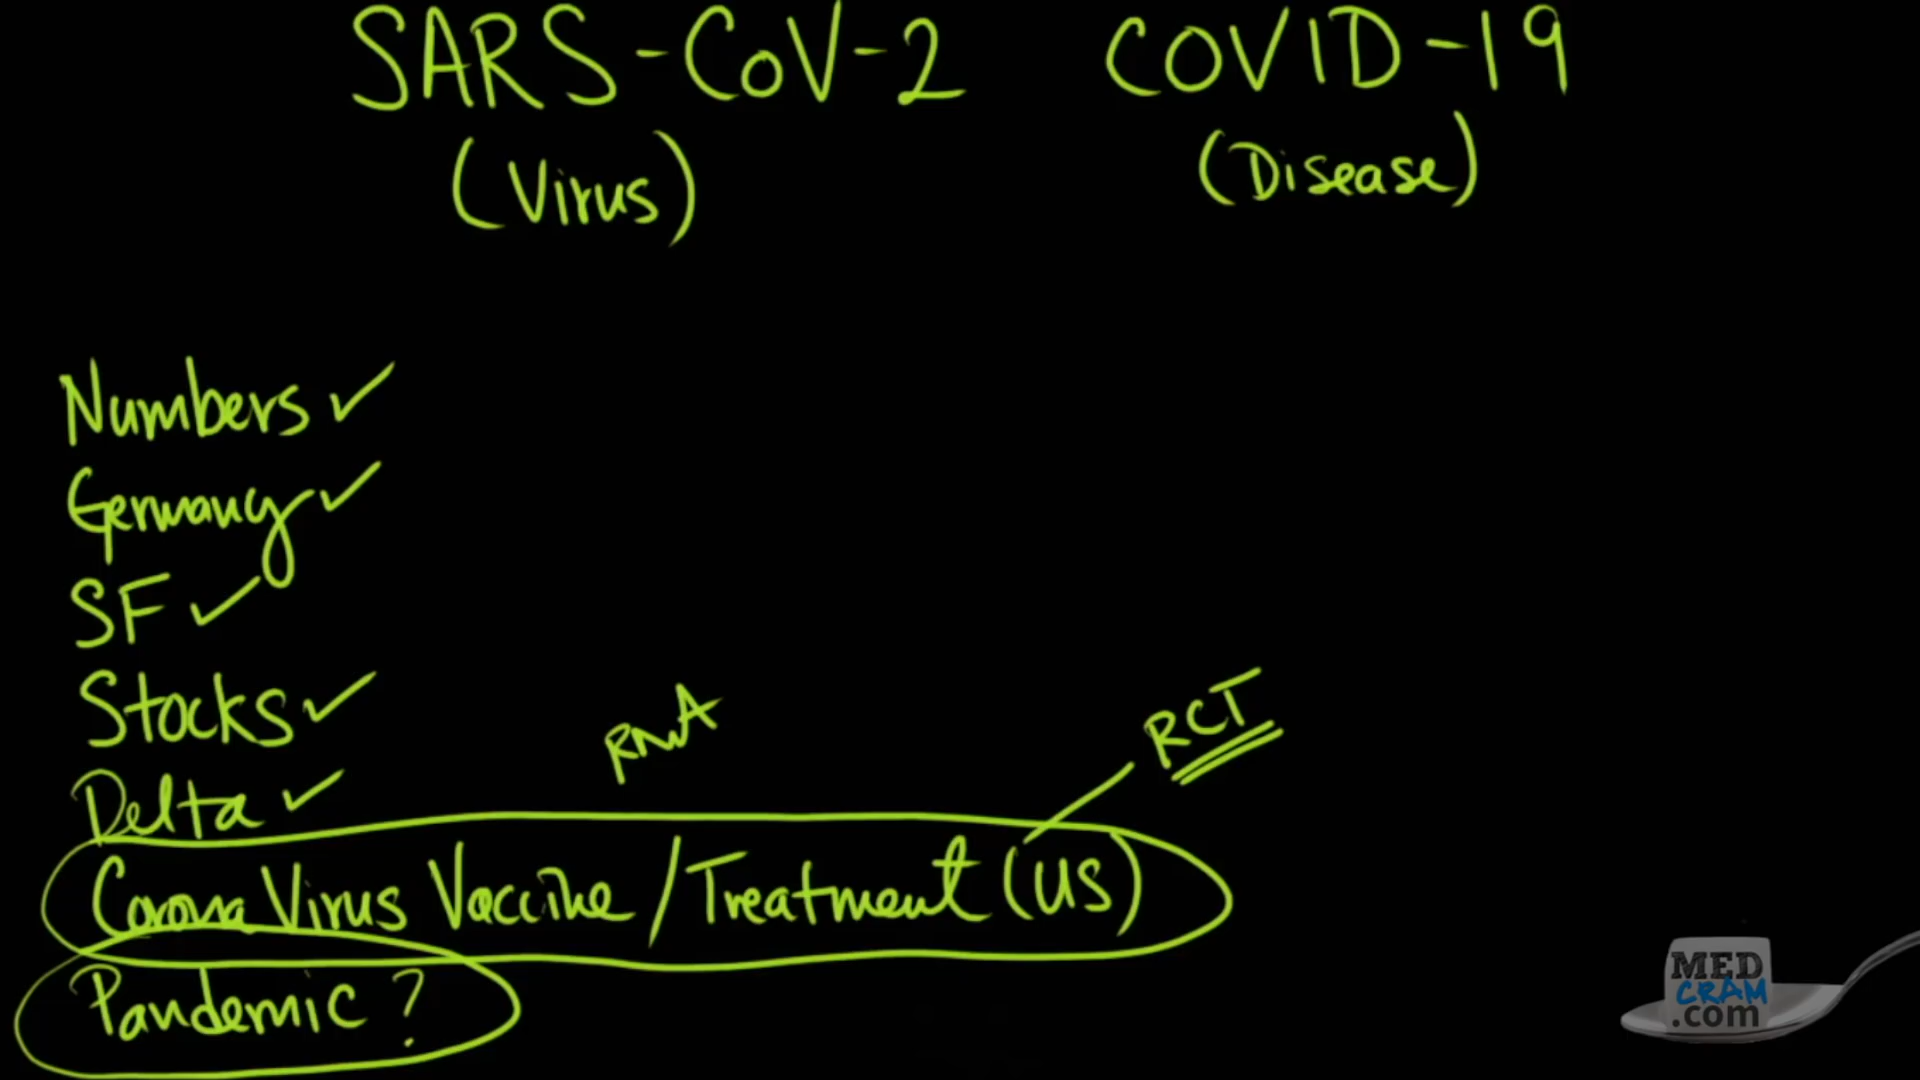 SARS-CoV-2 COVID-19
(Virus) (Disease)
Numbers ✓
Germany ✓
SF ✓
Stocks ✓
RNA RCT
Delta ✓
Corona Virus Vaccine/Treatment (US)
Pandemic?
MED
CRAM
.com